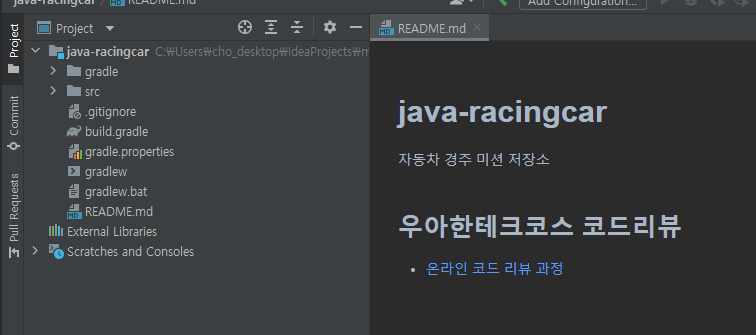 java-racingcar
README.md
Add Configuration...
Project
README.md
Project
Commit
Pull Requests
java-racingcar C:₩Users₩cho_desktop₩IdeaProjects₩m
gradle
src
.gitignore
build.gradle
gradle.properties
gradlew
gradlew.bat
README.md
External Libraries
Scratches and Consoles
java-racingcar
자동차 경주 미션 저장소
우아한테크코스 코드리뷰
온라인 코드 리뷰 과정